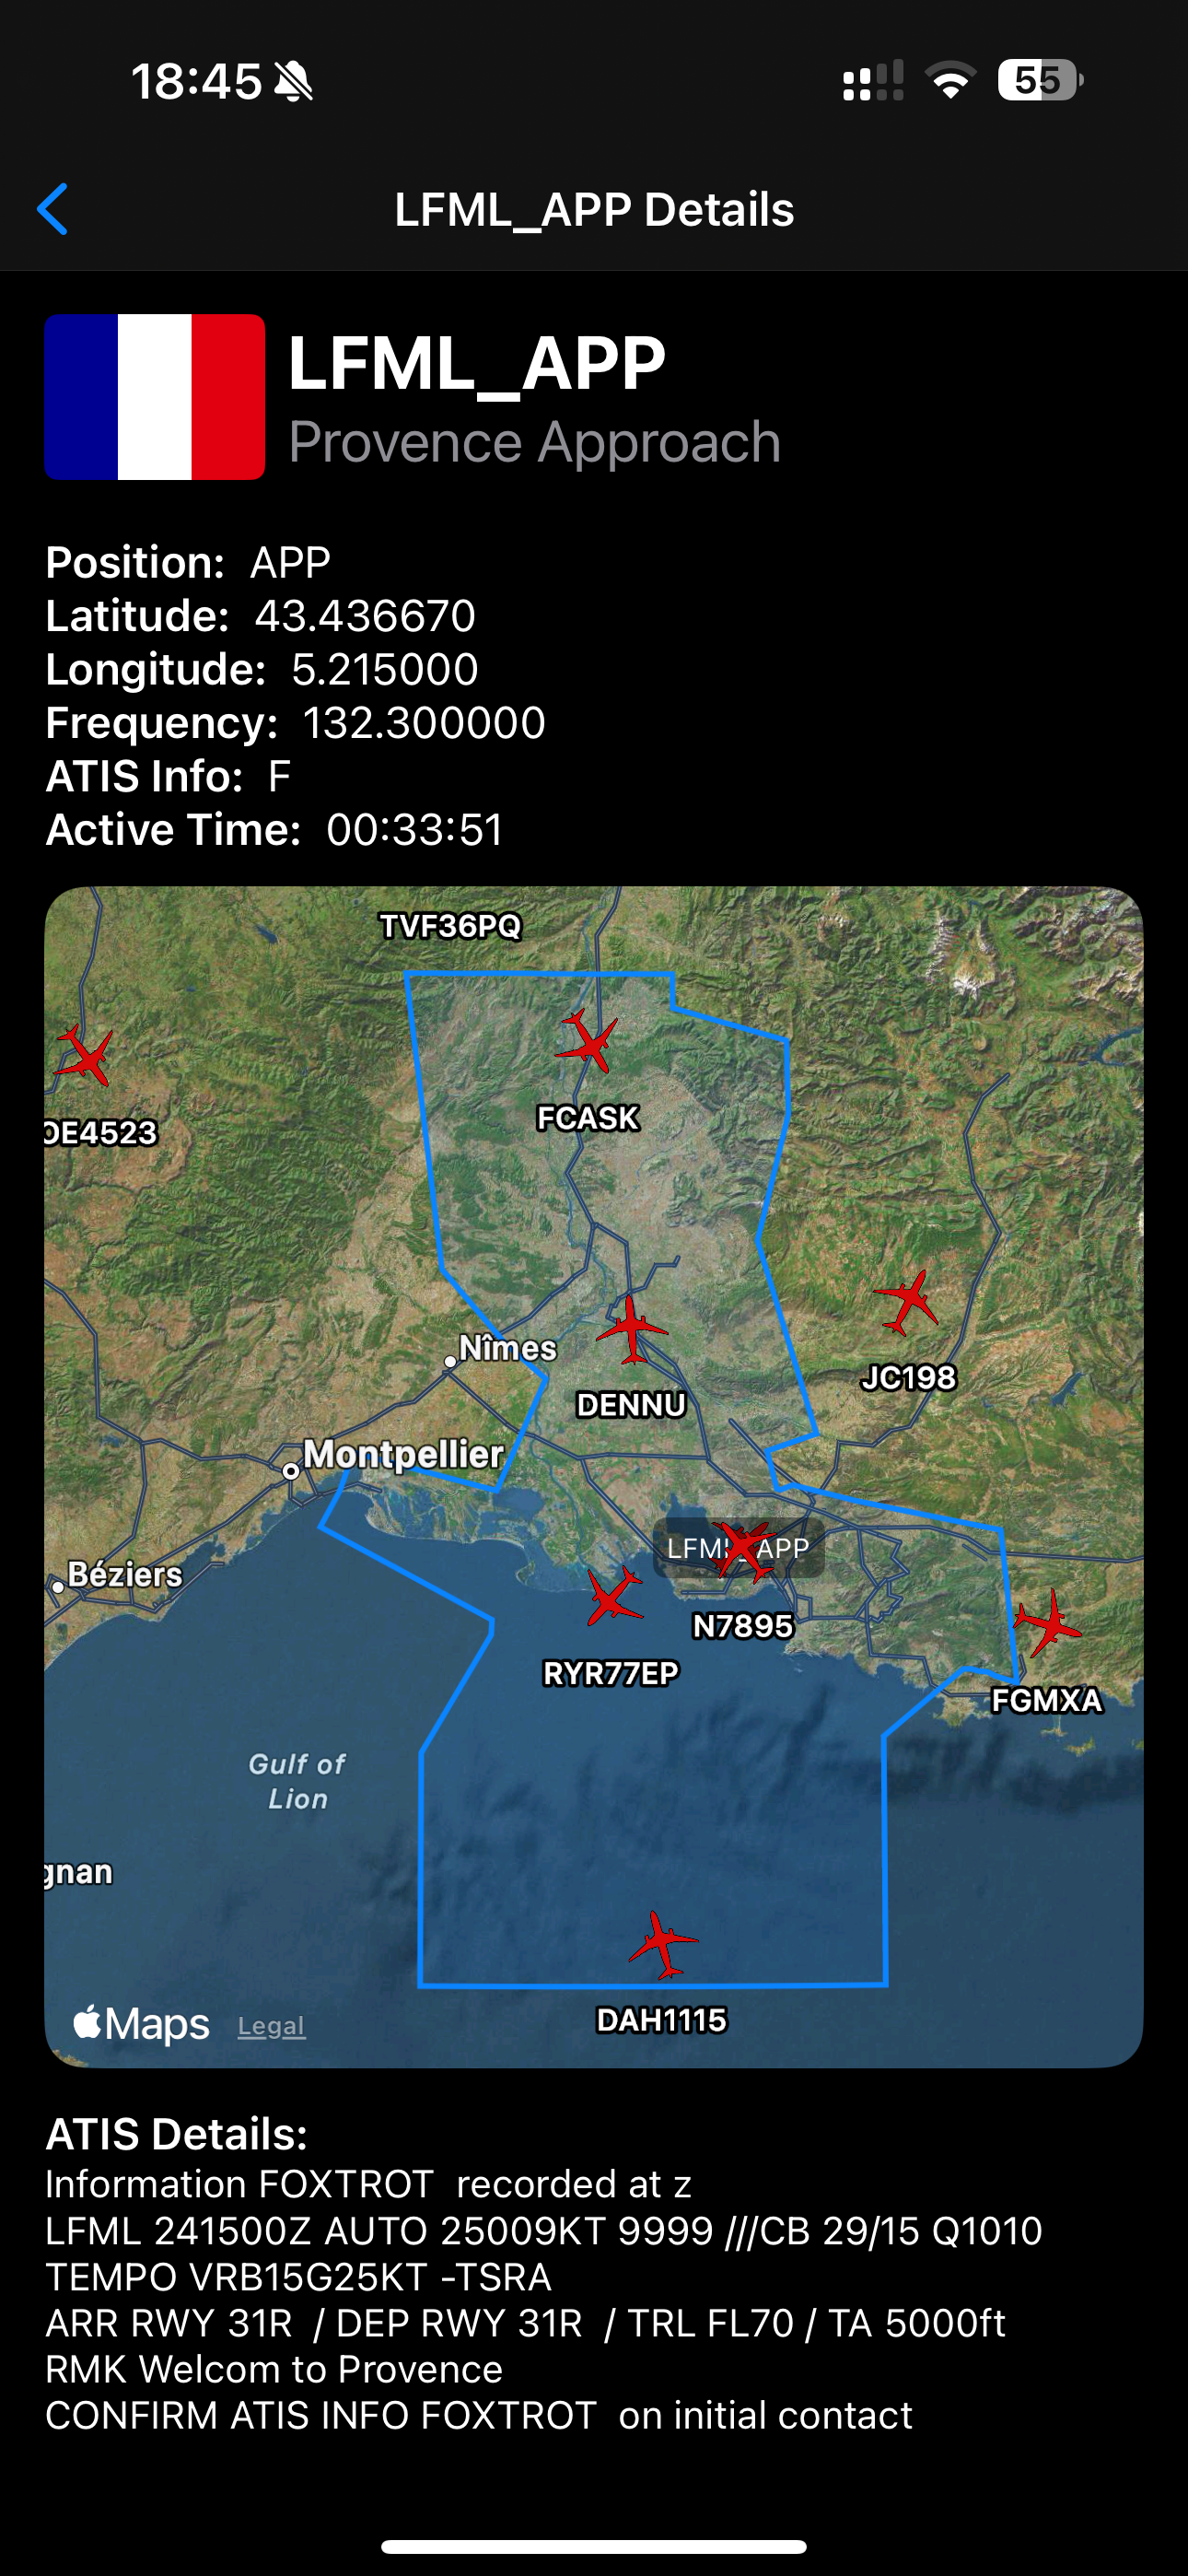 18:45
55
LFML_APP Details
LFML_APP
Provence Approach
Position: APP
Latitude: 43.436670
Longitude: 5.215000
Frequency: 132.300000
ATIS Info: F
Active Time: 00:33:51
TVF36PQ
OE4523
FCASK
Nîmes
JC198
DENNU
Montpellier
LFML_APP
Béziers
N7895
RYR77EP
FGMXA
Gulf of
Lion
gnan
DAH1115
Maps Legal
ATIS Details:
Information FOXTROT recorded at z
LFML 241500Z AUTO 25009KT 9999 ///CB 29/15 Q1010
TEMPO VRB15G25KT -TSRA
ARR RWY 31R / DEP RWY 31R / TRL FL70 / TA 5000ft
RMK Welcom to Provence
CONFIRM ATIS INFO FOXTROT on initial contact